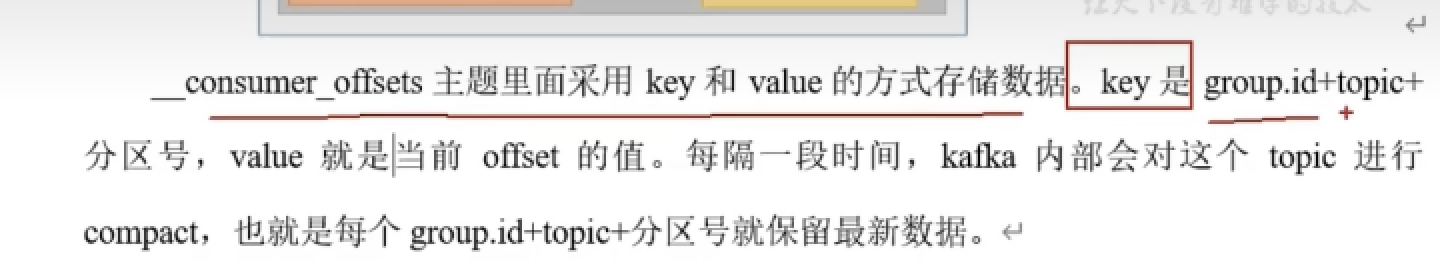 __consumer_offsets 主题里面采用 key 和 value 的方式存储数据。key 是 group.id+topic+
分区号，value 就是当前 offset 的值。每隔一段时间，kafka 内部会对这个 topic 进行
compact，也就是每个 group.id+topic+分区号就保留最新数据。